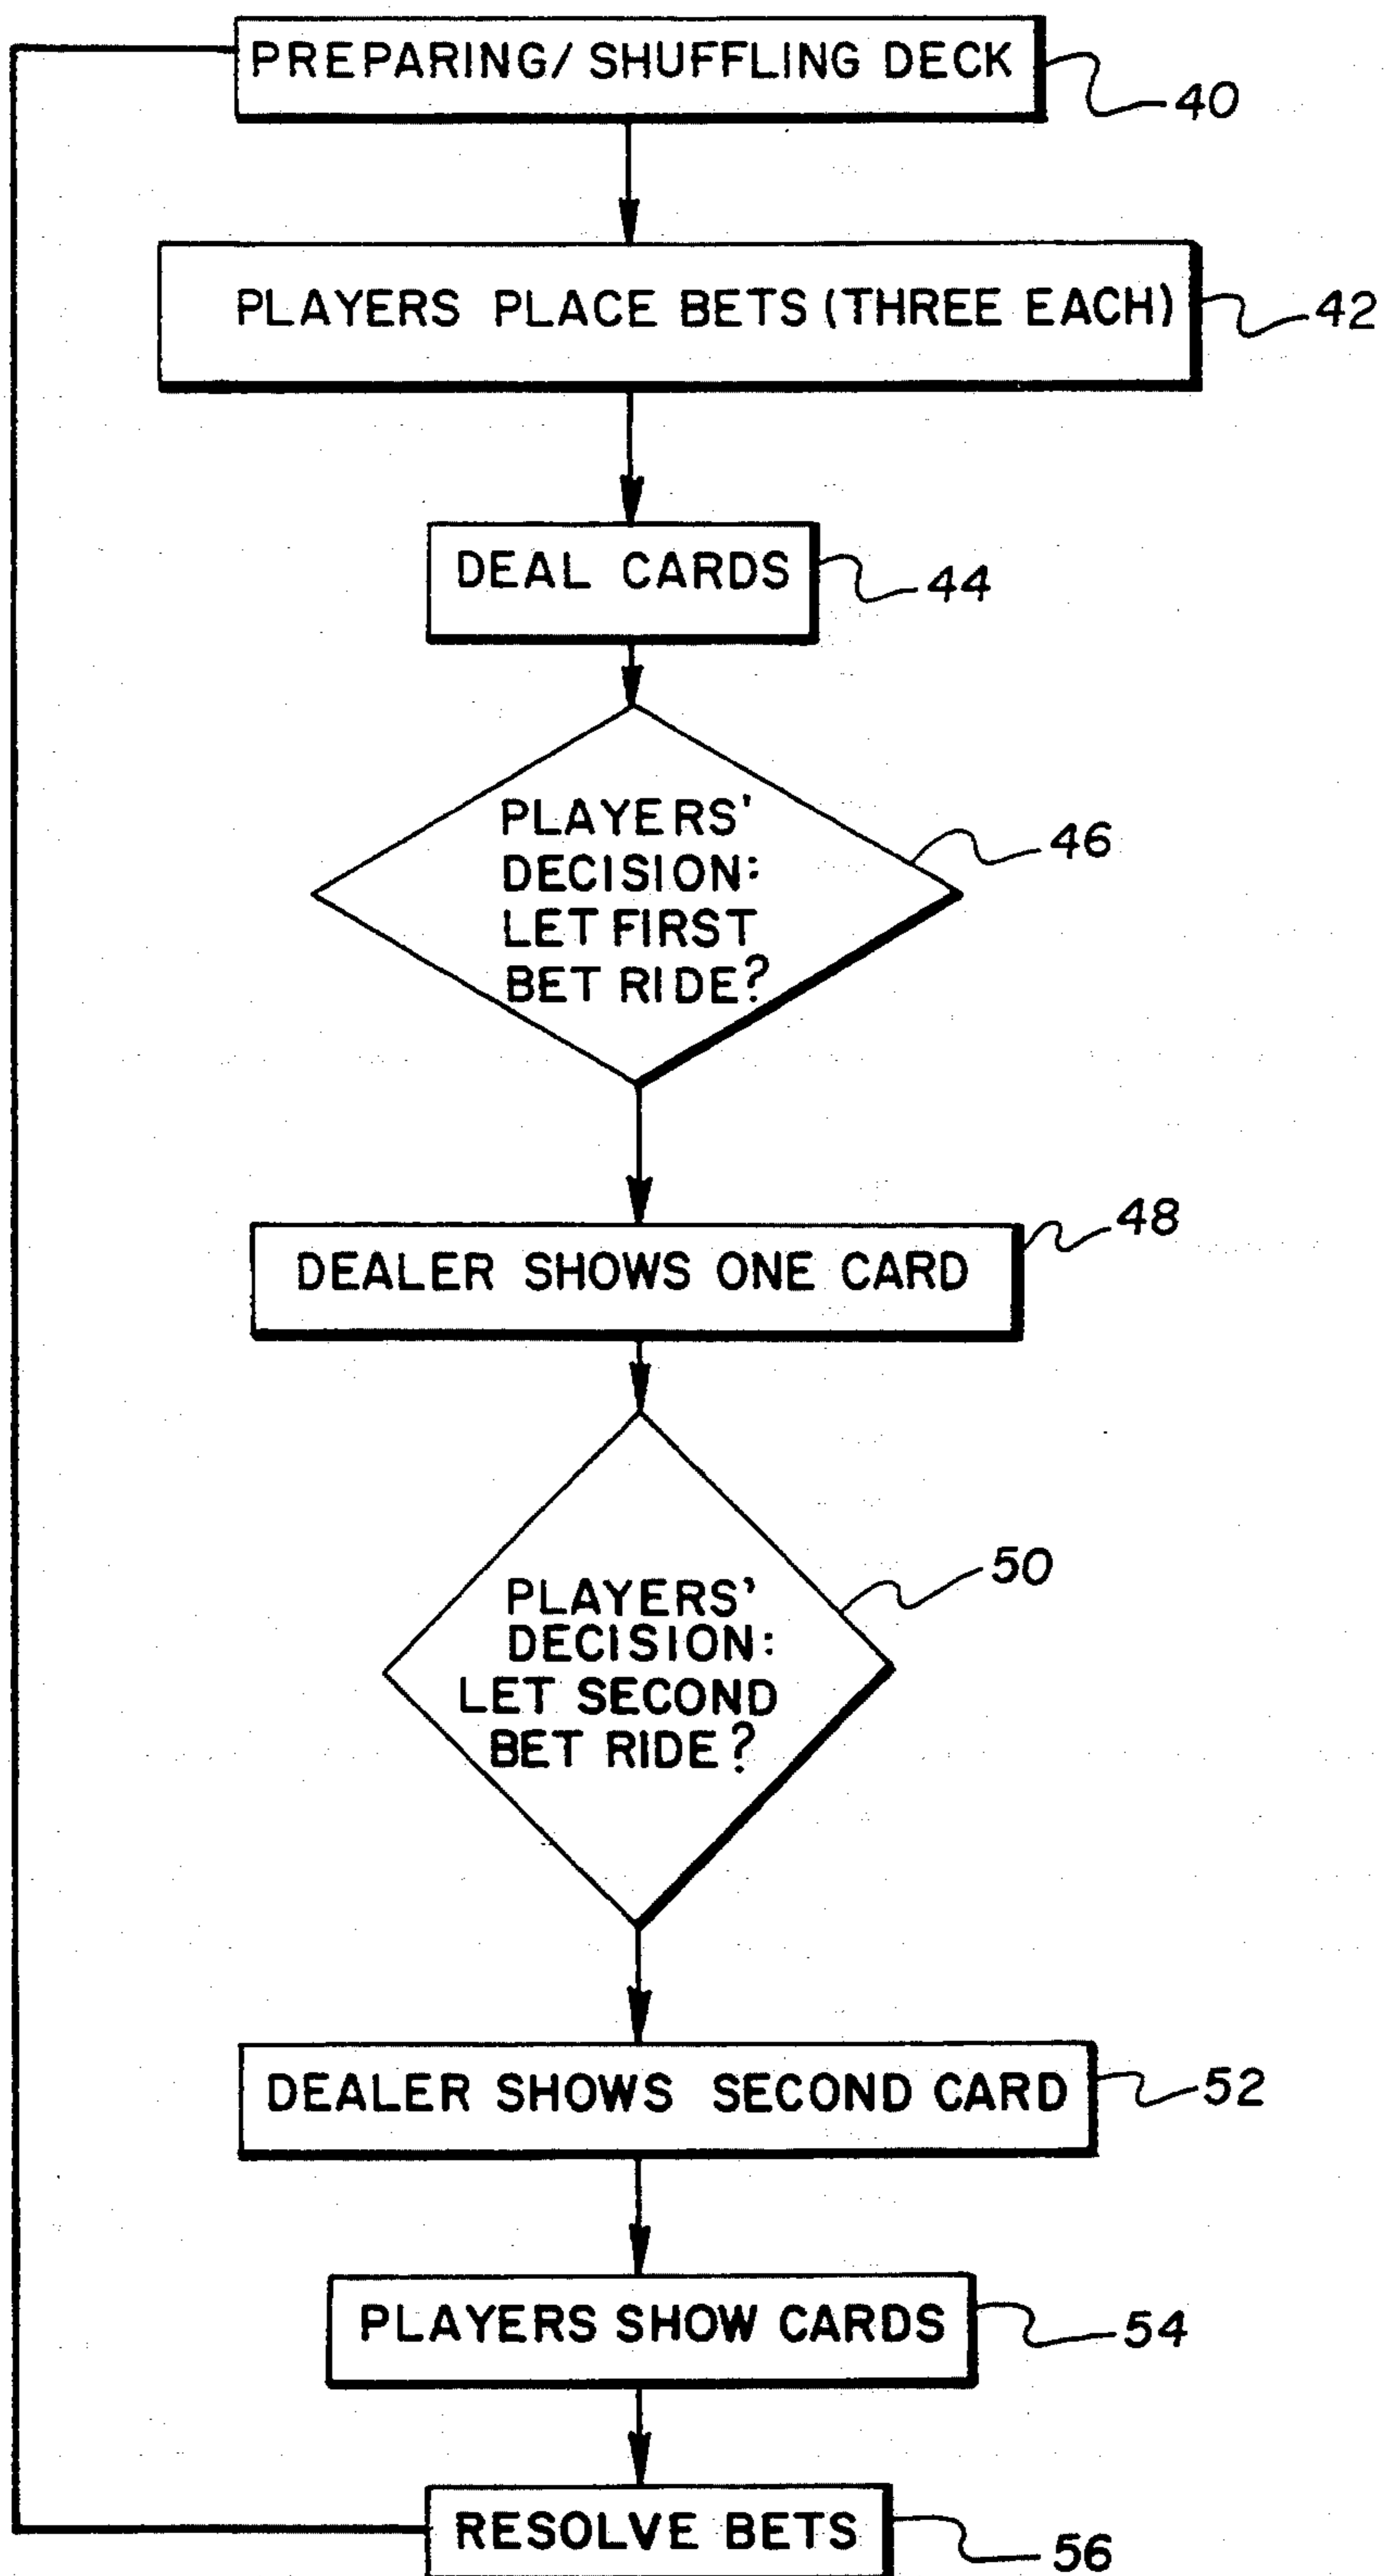 PREPARING/ SHUFFLING DECK
40
PLAYERS PLACE BETS (THREE EACH)
42
DEAL CARDS
44
PLAYERS'
DECISION:
LET FIRST
BET RIDE?
46
DEALER SHOWS ONE CARD
48
PLAYERS'
DECISION:
LET SECOND
BET RIDE?
50
DEALER SHOWS SECOND CARD
52
PLAYERS SHOW CARDS
54
RESOLVE BETS
56